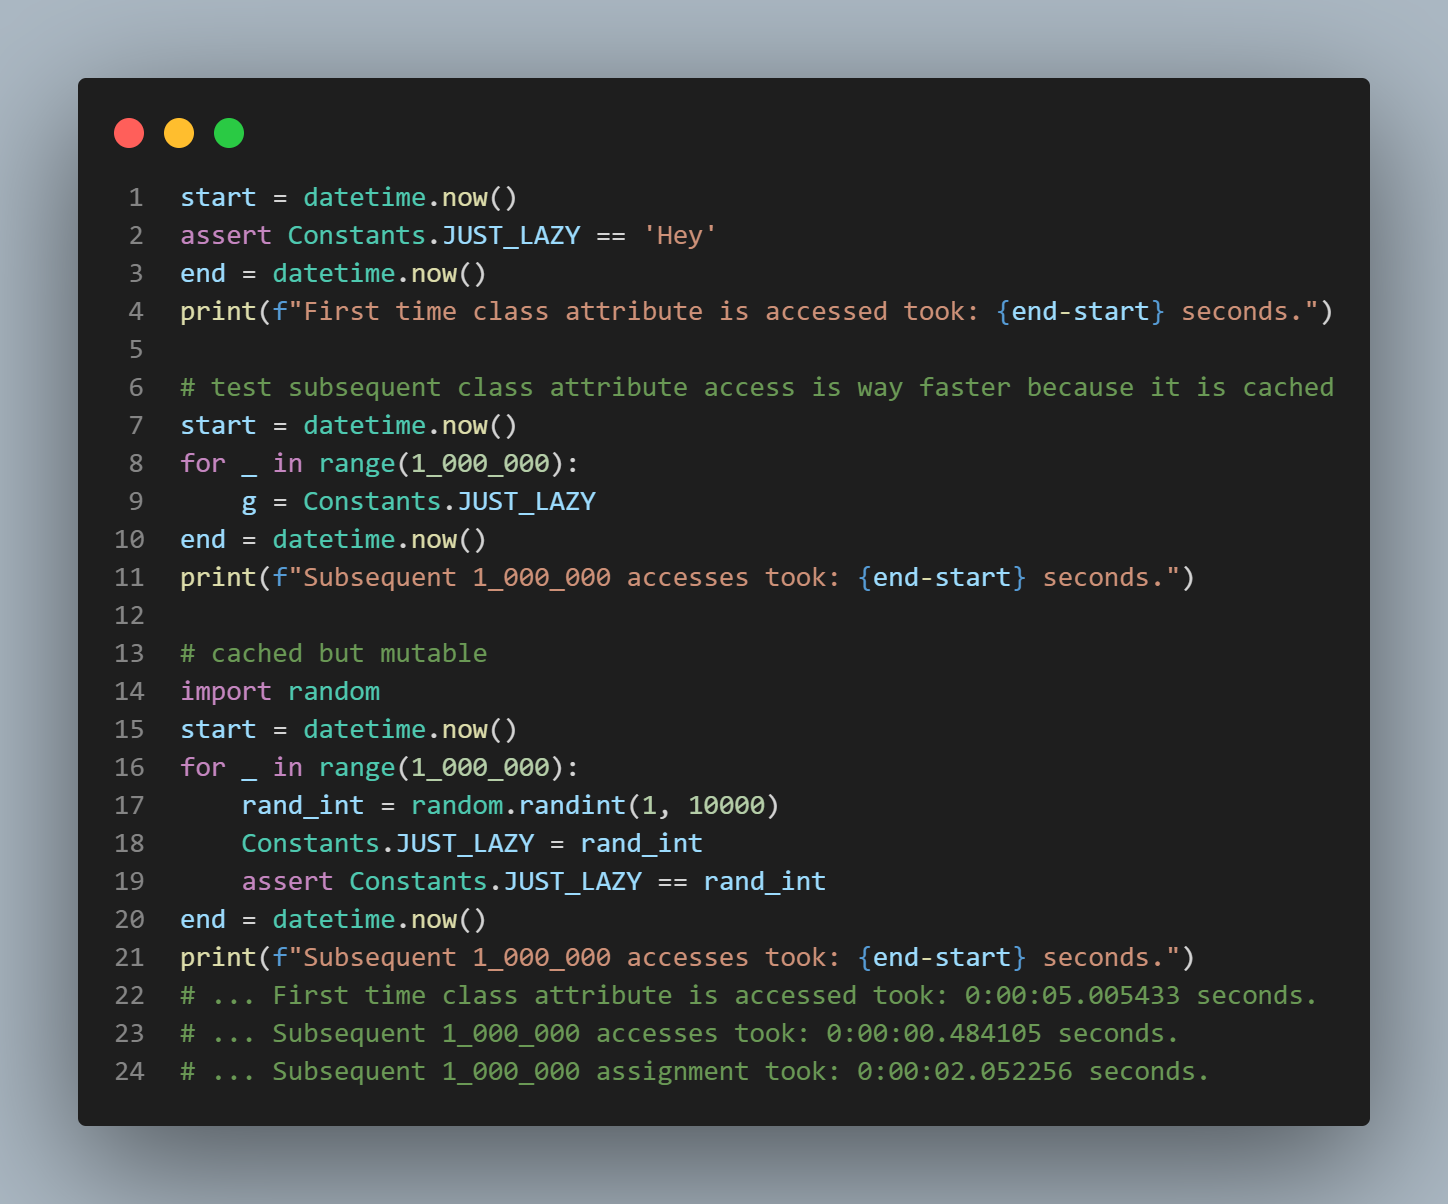 1 start = datetime.now()
2 assert Constants.JUST_LAZY == 'Hey'
3 end = datetime.now()
4 print(f"First time class attribute is accessed took: {end-start} seconds.")
5
6 # test subsequent class attribute access is way faster because it is cached
7 start = datetime.now()
8 for _ in range(1_000_000):
9     g = Constants.JUST_LAZY
10 end = datetime.now()
11 print(f"Subsequent 1_000_000 accesses took: {end-start} seconds.")
12
13 # cached but mutable
14 import random
15 start = datetime.now()
16 for _ in range(1_000_000):
17     rand_int = random.randint(1, 10000)
18     Constants.JUST_LAZY = rand_int
19     assert Constants.JUST_LAZY == rand_int
20 end = datetime.now()
21 print(f"Subsequent 1_000_000 accesses took: {end-start} seconds.")
22 # ... First time class attribute is accessed took: 0:00:05.005433 seconds.
23 # ... Subsequent 1_000_000 accesses took: 0:00:00.484105 seconds.
24 # ... Subsequent 1_000_000 assignment took: 0:00:02.052256 seconds.